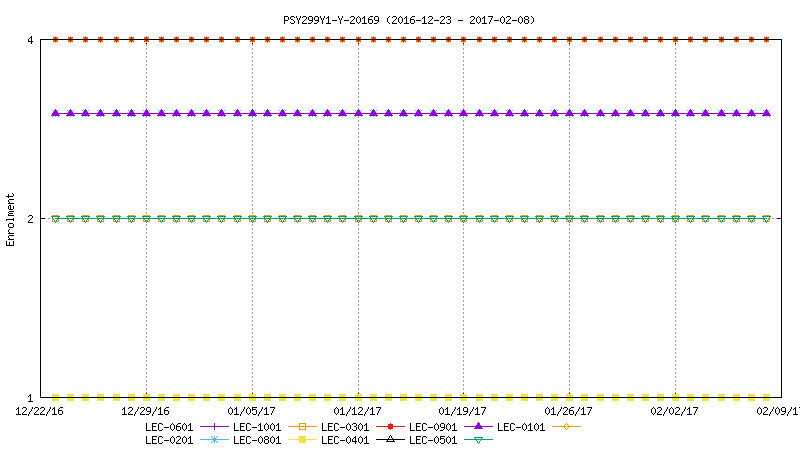 PSY299Y1-Y-20169 (2016-12-23 - 2017-02-08)
4
2
1
Enrolment
12/22/16 12/29/16 01/05/17 01/12/17 01/19/17 01/26/17 02/02/17 02/09/1
LEC-0601 LEC-1001 LEC-0301 LEC-0901 LEC-0101
LEC-0201 LEC-0801 LEC-0401 LEC-0501